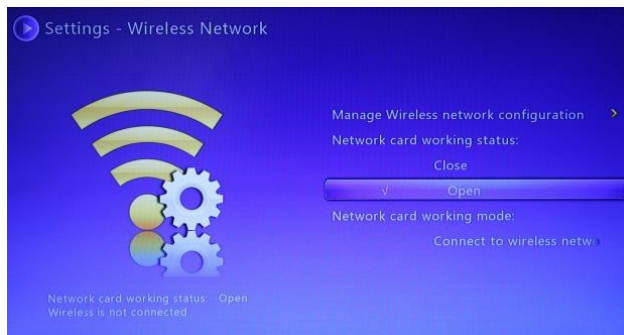 Settings - Wireless Network
Manage Wireless network configuration
Network card working status:
Close
√ Open
Network card working mode:
Connect to wireless netw
Network card working status: Open
Wireless is not connected